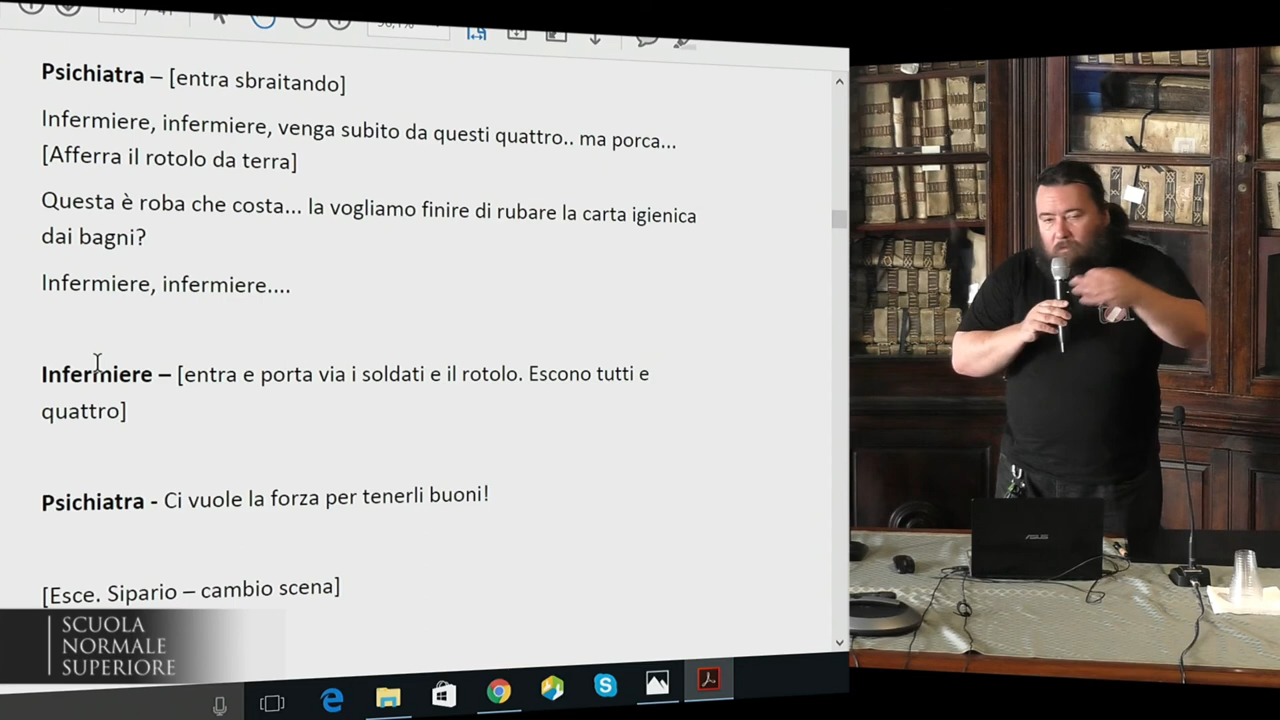 Psichiatra – [entra sbraitando]
Infermiere, infermiere, venga subito da questi quattro.. ma porca...
[Afferra il rotolo da terra]
Questa è roba che costa... la vogliamo finire di rubare la carta igienica
dai bagni?
Infermiere, infermiere....
Infermiere – [entra e porta via i soldati e il rotolo. Escono tutti e
quattro]
Psichiatra - Ci vuole la forza per tenerli buoni!
[Esce. Sipario – cambio scena]
SCUOLA
NORMALE
SUPERIORE
ASUS